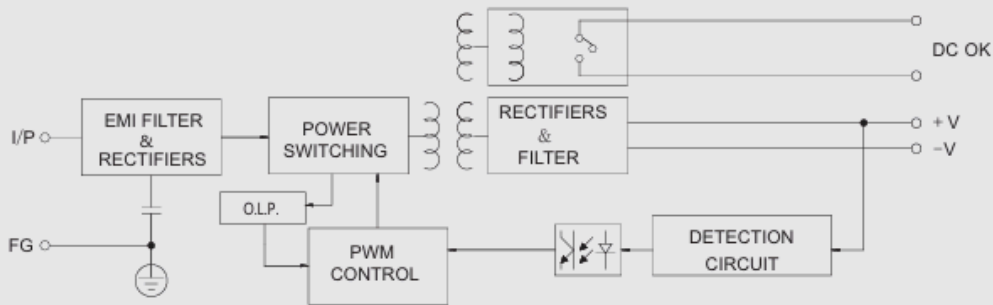 DC OK
I/P
EMI FILTER
&
RECTIFIERS
POWER
SWITCHING
RECTIFIERS
&
FILTER
+V
−V
O.L.P.
FG
PWM
CONTROL
DETECTION
CIRCUIT